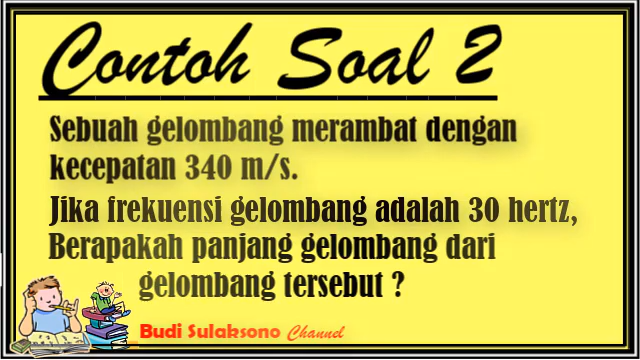 Contoh Soal 2
Sebuah gelombang merambat dengan
kecepatan 340 m/s.
Jika frekuensi gelombang adalah 30 hertz,
Berapakah panjang gelombang dari
gelombang tersebut ?
Budi Sulaksono Channel